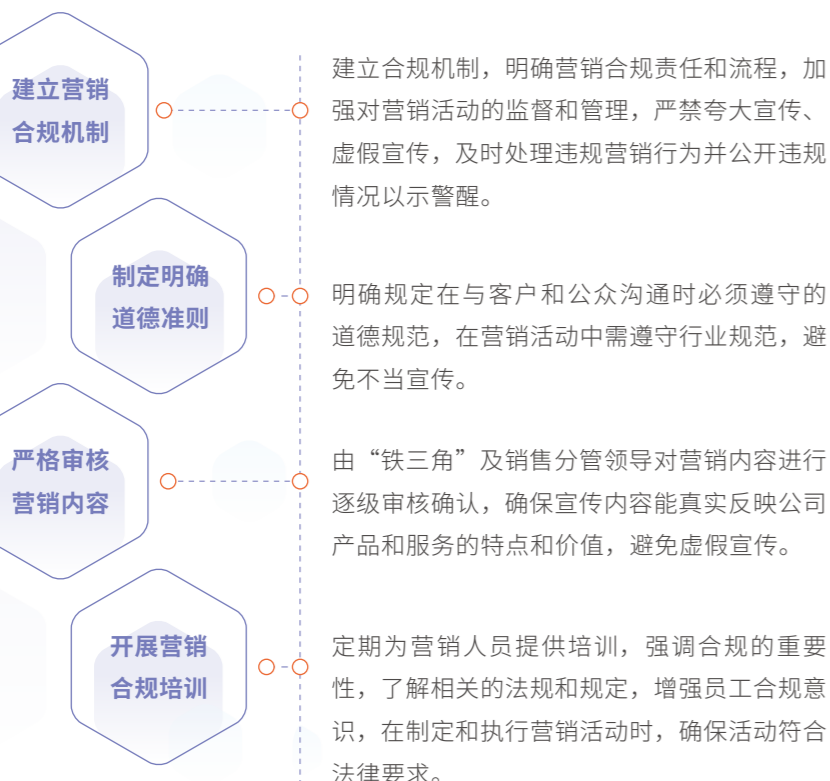 建立营销
合规机制
建立合规机制，明确营销合规责任和流程，加
强对营销活动的监督和管理，严禁夸大宣传、
虚假宣传，及时处理违规营销行为并公开违规
情况以示警醒。
制定明确
道德准则
明确规定在与客户和公众沟通时必须遵守的
道德规范，在营销活动中需遵守行业规范，避
免不当宣传。
严格审核
营销内容
由“铁三角”及销售分管领导对营销内容进行
逐级审核确认，确保宣传内容能真实反映公司
产品和服务的特点和价值，避免虚假宣传。
开展营销
合规培训
定期为营销人员提供培训，强调合规的重要
性，了解相关的法规和规定，增强员工合规意
识，在制定和执行营销活动时，确保活动符合
法律要求。